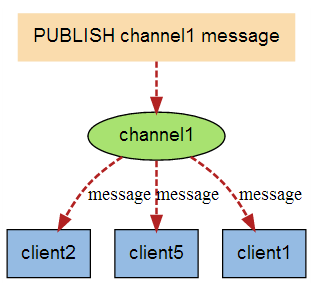 PUBLISH channel1 message
channel1
message message message
client2 client5 client1